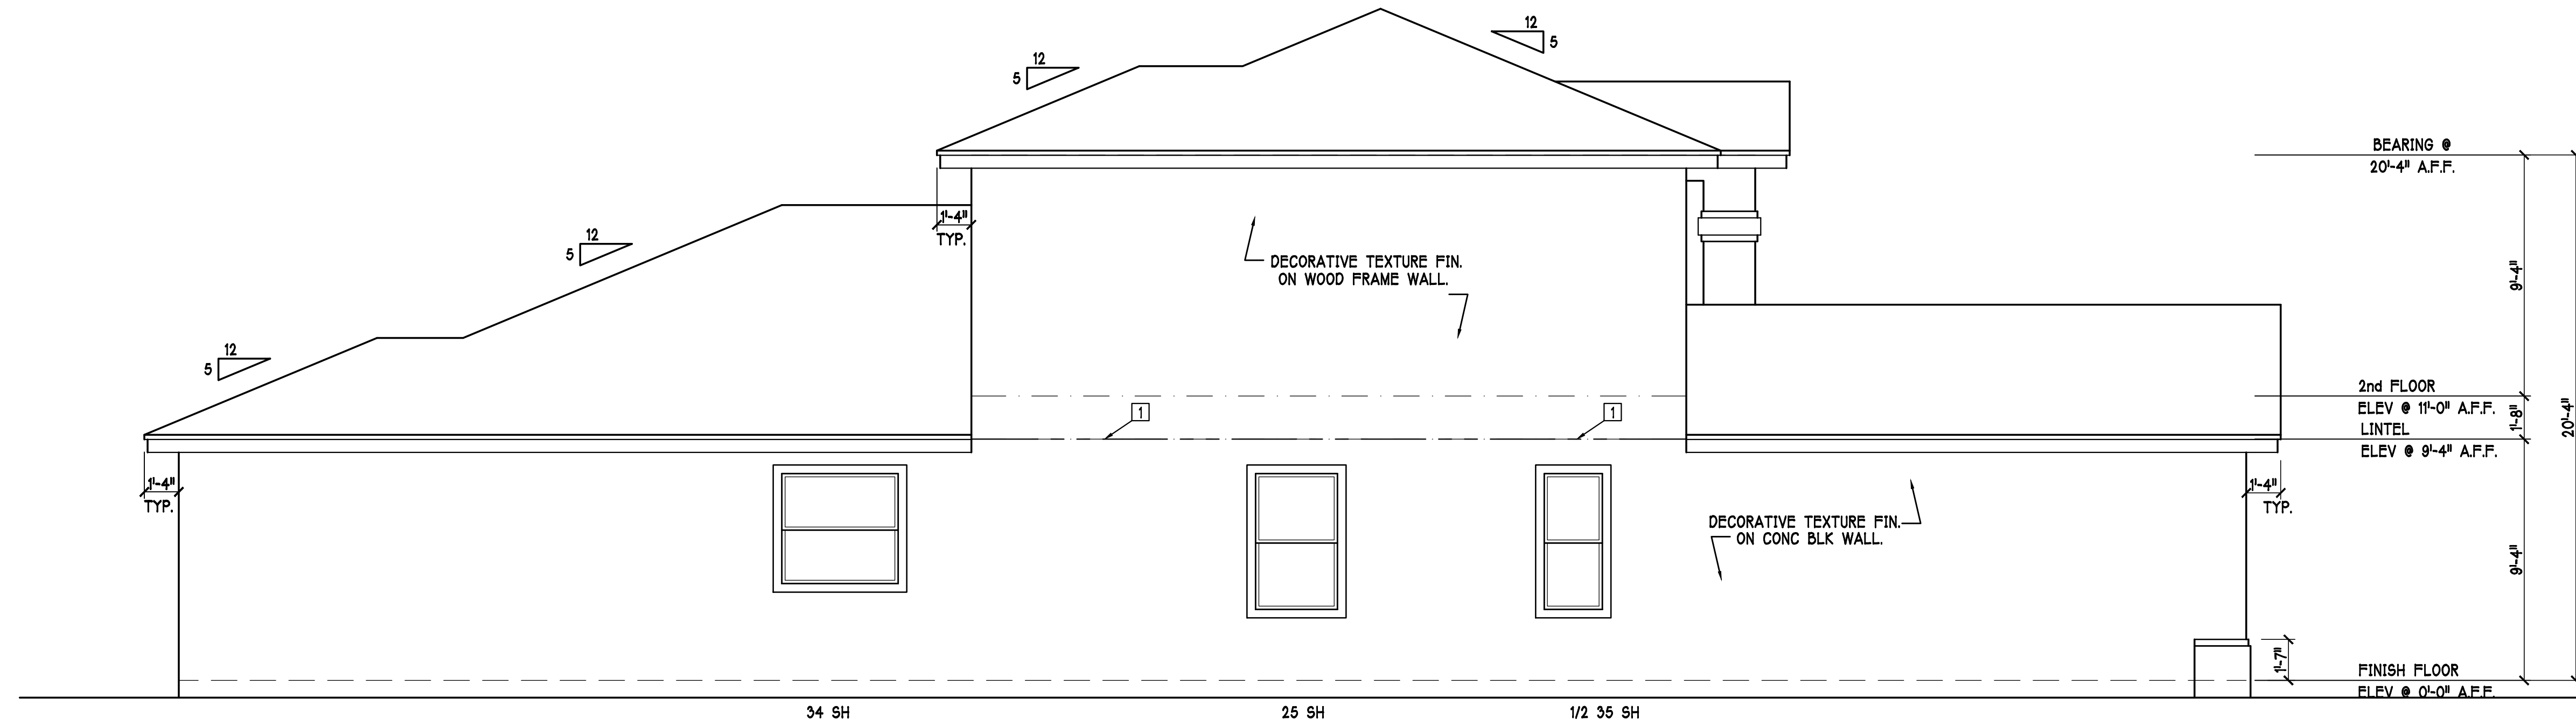 12
5
12
5
BEARING @
20'-4" A.F.F.
1'-4"
TYP.
12
5
DECORATIVE TEXTURE FIN.
ON WOOD FRAME WALL.
9'-4"
12
5
2nd FLOOR
ELEV @ 11'-0" A.F.F.
1'-8"
20'-4"
1
1
LINTEL
ELEV @ 9'-4" A.F.F.
1'-4"
TYP.
1'-4"
TYP.
DECORATIVE TEXTURE FIN.
ON CONC BLK WALL.
9'-4"
1'-7"
FINISH FLOOR
ELEV @ 0'-0" A.F.F.
34 SH
25 SH
1/2 35 SH